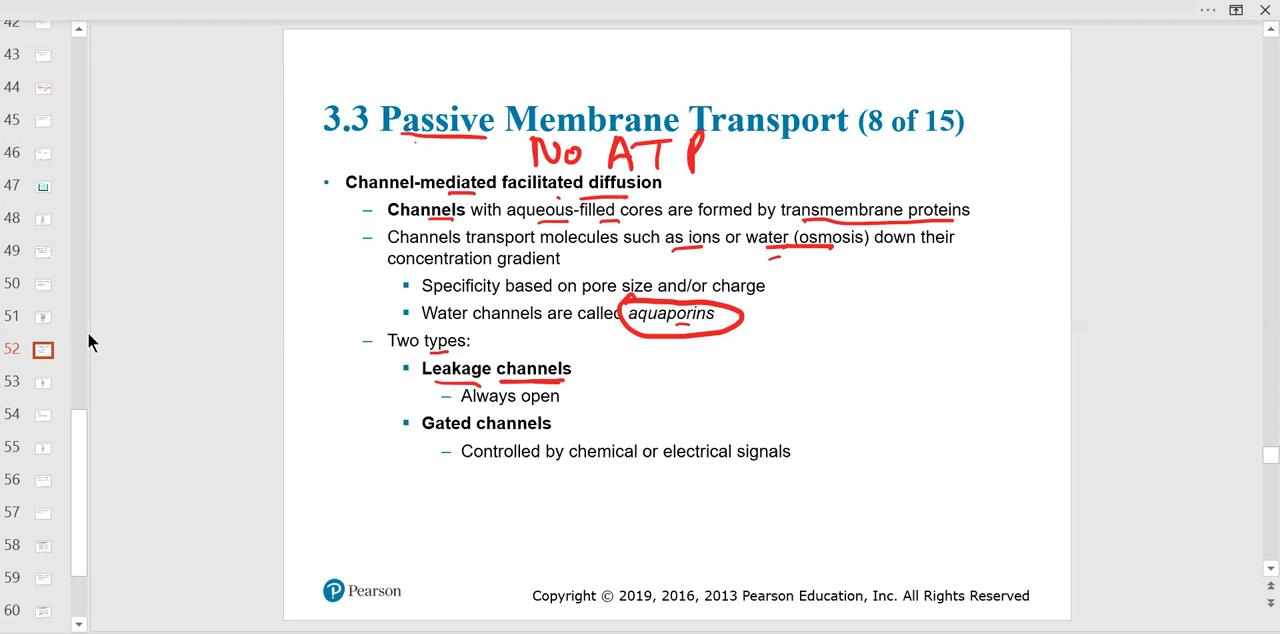 42
43
44
45
46
47
48
49
50
51
52
53
54
55
56
57
58
59
60
3.3 Passive Membrane Transport (8 of 15)
No ATP
• Channel-mediated facilitated diffusion
– Channels with aqueous-filled cores are formed by transmembrane proteins
– Channels transport molecules such as ions or water (osmosis) down their
concentration gradient
▪ Specificity based on pore size and/or charge
▪ Water channels are called aquaporins
– Two types:
▪ Leakage channels
– Always open
▪ Gated channels
– Controlled by chemical or electrical signals
Pearson
Copyright © 2019, 2016, 2013 Pearson Education, Inc. All Rights Reserved